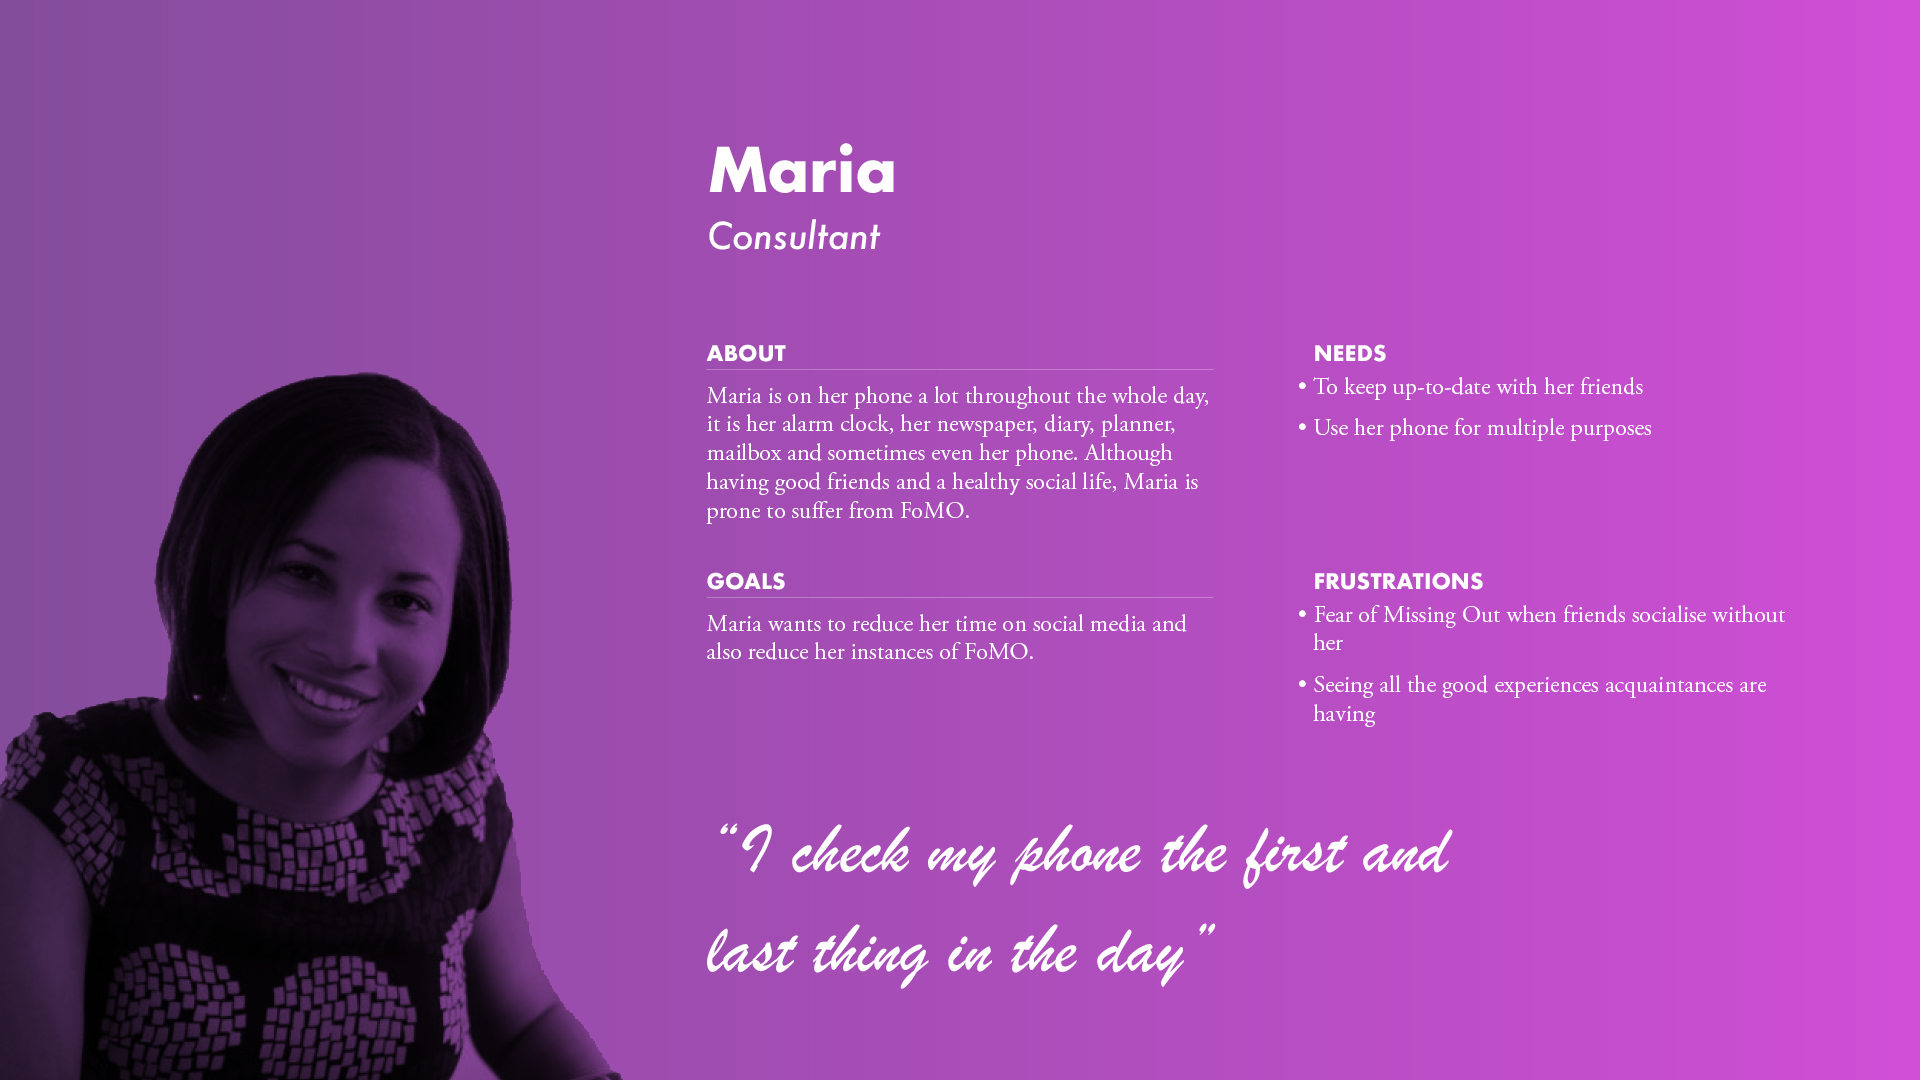 Maria
Consultant
ABOUT
Maria is on her phone a lot throughout the whole day,
it is her alarm clock, her newspaper, diary, planner,
mailbox and sometimes even her phone. Although
having good friends and a healthy social life, Maria is
prone to suffer from FoMO.
GOALS
Maria wants to reduce her time on social media and
also reduce her instances of FoMO.
NEEDS
• To keep up-to-date with her friends
• Use her phone for multiple purposes
FRUSTRATIONS
• Fear of Missing Out when friends socialise without
her
• Seeing all the good experiences acquaintances are
having
“I check my phone the first and
last thing in the day”